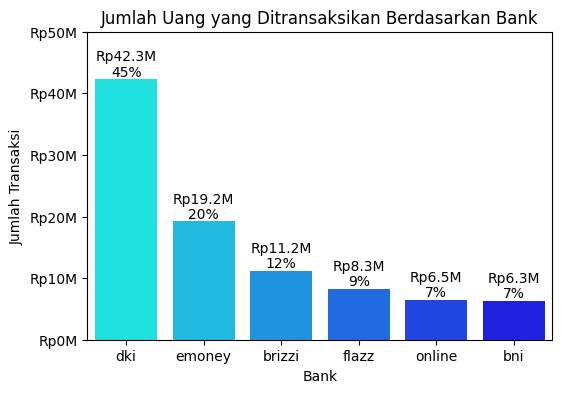 Jumlah Uang yang Ditransaksikan Berdasarkan Bank
Rp50M
Rp40M
Rp30M
Rp20M
Rp10M
Rp0M
Jumlah Transaksi
Rp42.3M
45%
Rp19.2M
20%
Rp11.2M
12%
Rp8.3M
9%
Rp6.5M
7%
Rp6.3M
7%
dki
emoney
brizzi
flazz
online
bni
Bank